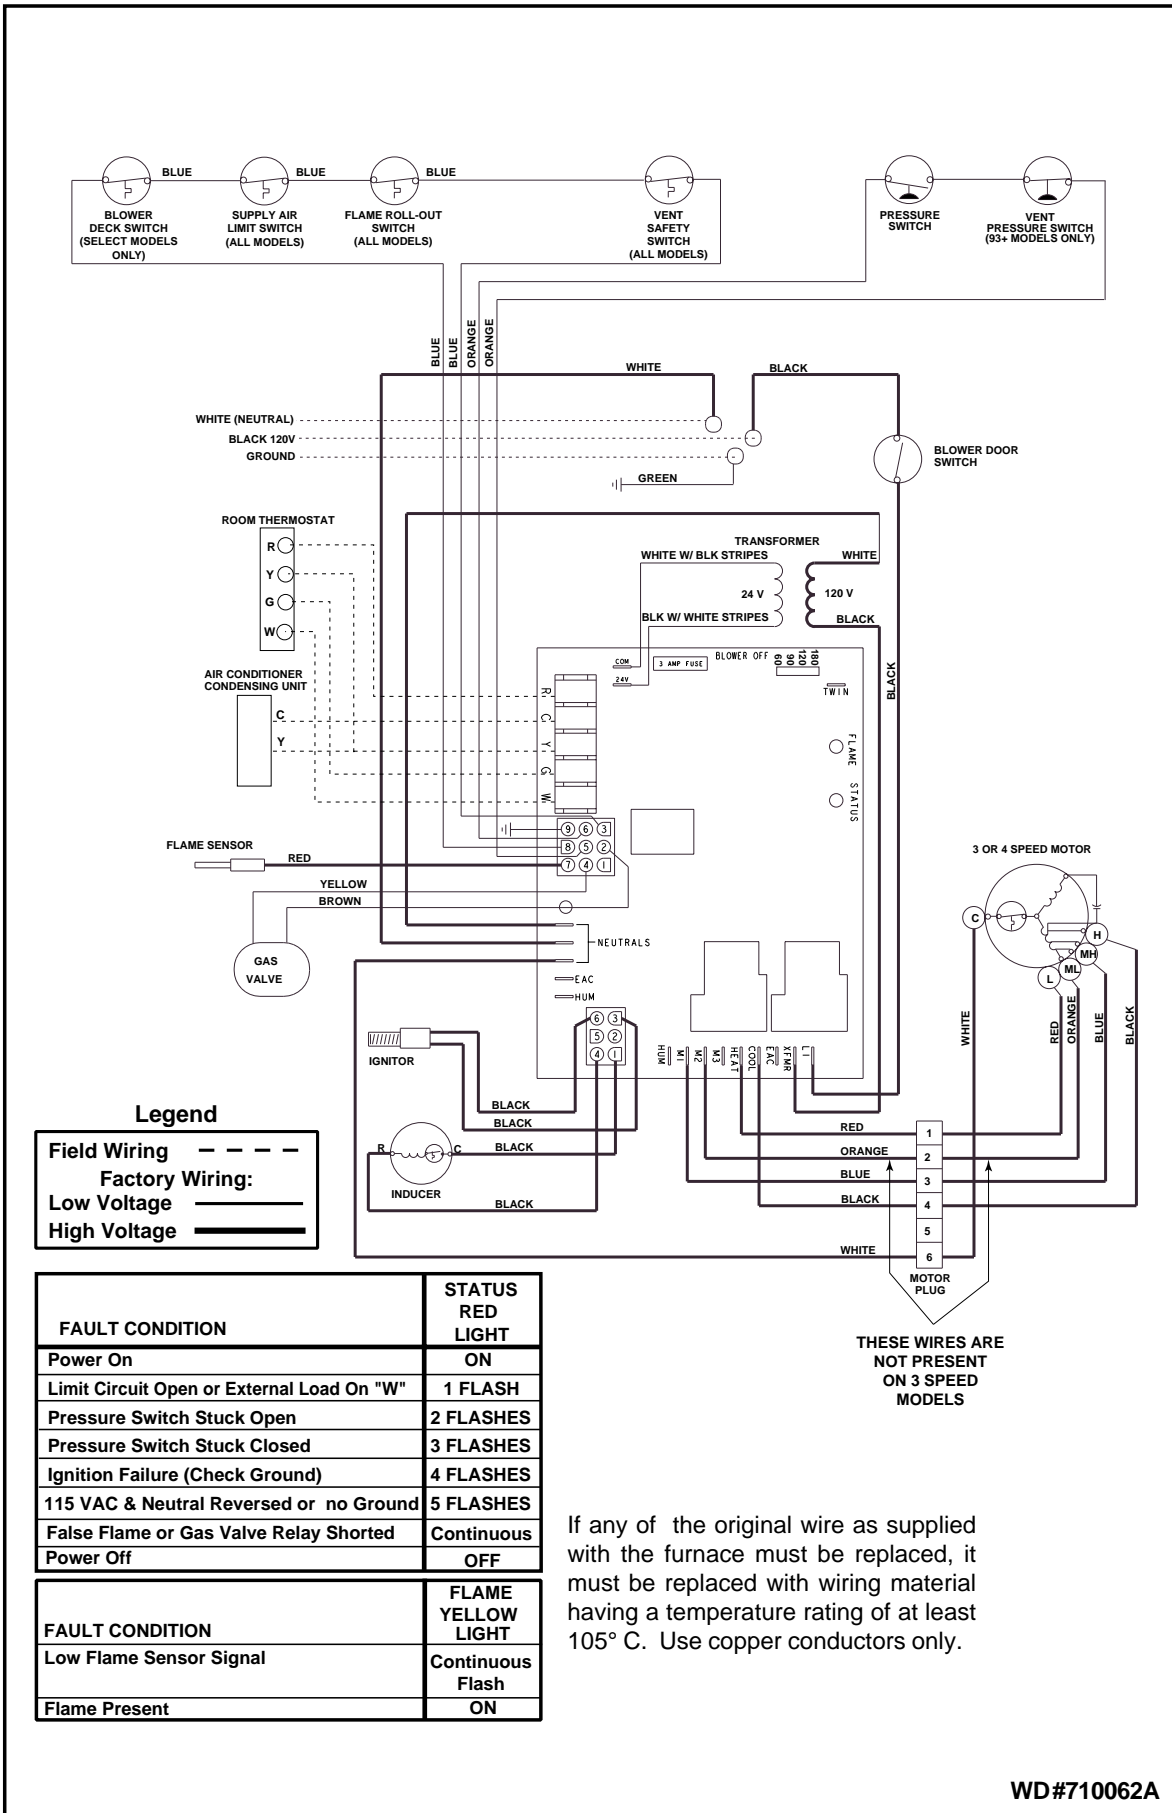 BLUE
BLUE
BLUE
BLOWER
DECK SWITCH
(SELECT MODELS
ONLY)
SUPPLY AIR
LIMIT SWITCH
(ALL MODELS)
FLAME ROLL-OUT
SWITCH
(ALL MODELS)
VENT
SAFETY
SWITCH
(ALL MODELS)
PRESSURE
SWITCH
VENT
PRESSURE SWITCH
(93+ MODELS ONLY)
BLUE
BLUE
ORANGE
ORANGE
WHITE
BLACK
WHITE (NEUTRAL)
BLACK 120V
GROUND
GREEN
BLOWER DOOR
SWITCH
ROOM THERMOSTAT
R
Y
G
W
TRANSFORMER
WHITE W/ BLK STRIPES
WHITE
24 V
120 V
BLK W/ WHITE STRIPES
BLACK
BLACK
AIR CONDITIONER
CONDENSING UNIT
C
Y
COM
24V
3 AMP FUSE
BLOWER OFF
60
90
120
180
TWIN
R
C
Y
G
W
FLAME
STATUS
9 6 3
8 5 2
7 4 1
FLAME SENSOR
RED
YELLOW
BROWN
GAS
VALVE
NEUTRALS
EAC
HUM
6 3
5 2
4 1
IGNITOR
HUM
M1
M2
M3
HEAT
COOL
EAC
XFMR
L1
3 OR 4 SPEED MOTOR
C
H
MH
ML
L
WHITE
RED
ORANGE
BLUE
BLACK
BLACK
BLACK
BLACK
R
C
INDUCER
BLACK
RED
1
ORANGE
2
BLUE
3
BLACK
4
5
WHITE
6
MOTOR
PLUG
THESE WIRES ARE
NOT PRESENT
ON 3 SPEED
MODELS
Legend
Field Wiring
Factory Wiring:
Low Voltage
High Voltage
FAULT CONDITION
STATUS
RED
LIGHT
Power On ON
Limit Circuit Open or External Load On "W" 1 FLASH
Pressure Switch Stuck Open 2 FLASHES
Pressure Switch Stuck Closed 3 FLASHES
Ignition Failure (Check Ground) 4 FLASHES
115 VAC & Neutral Reversed or no Ground 5 FLASHES
False Flame or Gas Valve Relay Shorted Continuous
Power Off OFF
FAULT CONDITION
FLAME
YELLOW
LIGHT
Low Flame Sensor Signal Continuous
Flash
Flame Present ON
If any of the original wire as supplied
with the furnace must be replaced, it
must be replaced with wiring material
having a temperature rating of at least
105° C. Use copper conductors only.
WD#710062A